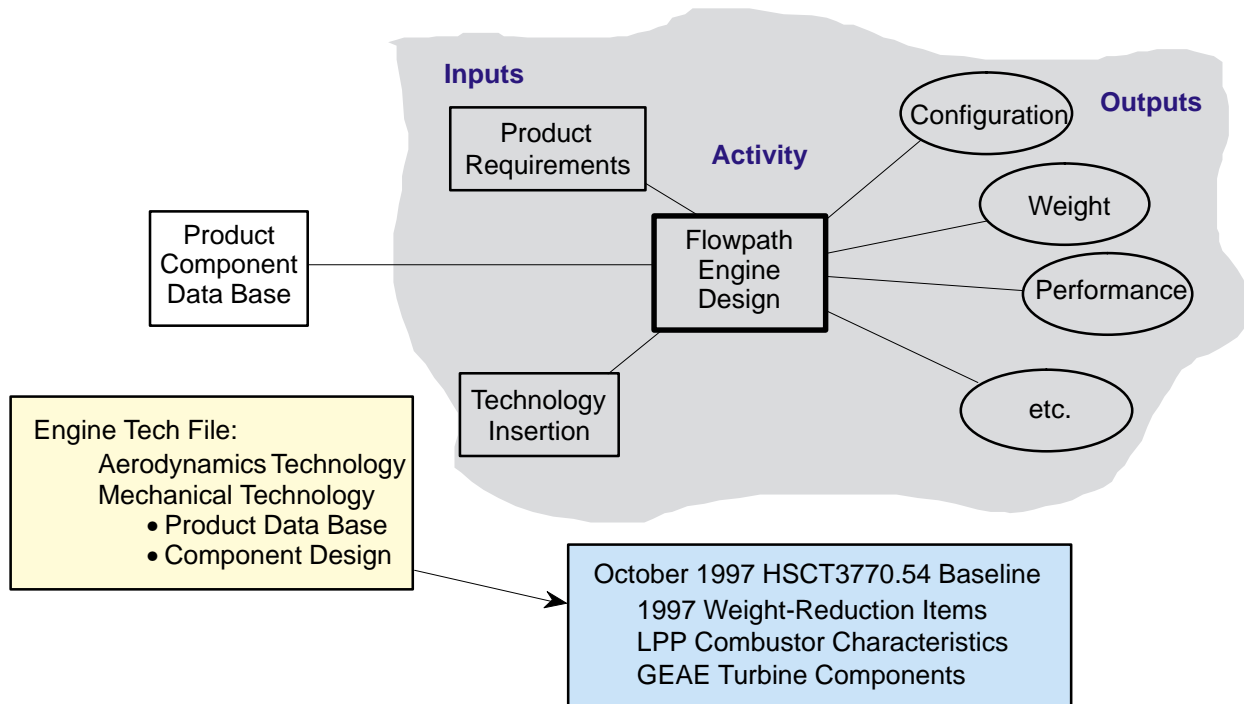 Inputs
Outputs
Configuration
Product
Requirements
Activity
Weight
Product
Component
Data Base
Flowpath
Engine
Design
Performance
Technology
Insertion
etc.
Engine Tech File:
Aerodynamics Technology
Mechanical Technology
• Product Data Base
• Component Design
October 1997 HSCT3770.54 Baseline
1997 Weight-Reduction Items
LPP Combustor Characteristics
GEAE Turbine Components